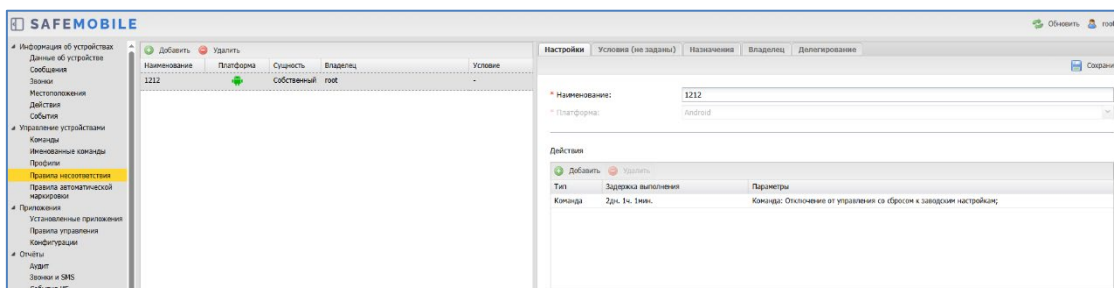 SAFEMOBILE
Обновить root
Информация об устройствах
Данные об устройстве
Сообщения
Звонки
Местоположения
Действия
События
Управление устройствами
Команды
Именованные команды
Профили
Правила несоответствия
Правила автоматической
маркировки
Приложения
Установленные приложения
Правила управления
Конфигурации
Отчёты
Аудит
Звонки и SMS
Добавить Удалить
Наименование Платформа Сущность Владелец Условие
1212 Собственный root -
Настройки Условия (не заданы) Назначения Владелец Делегирование
Сохрани
* Наименование: 1212
* Платформа: Android
Действия
Добавить Удалить
Тип Задержка выполнения Параметры
Команда 2дн. 1ч. 1мин. Команда: Отключение от управления со сбросом к заводским настройкам;